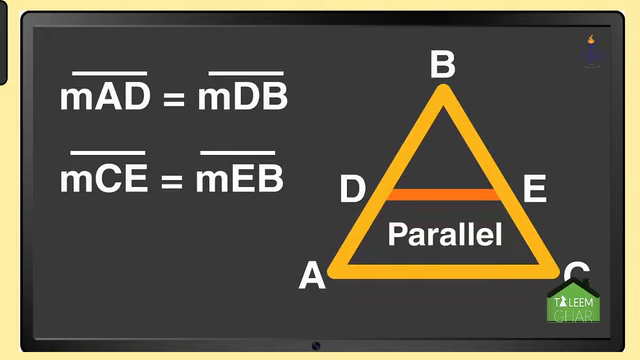 mAD = mDB
mCE = mEB
B
D
E
Parallel
A
C
TALEEM
GHAR